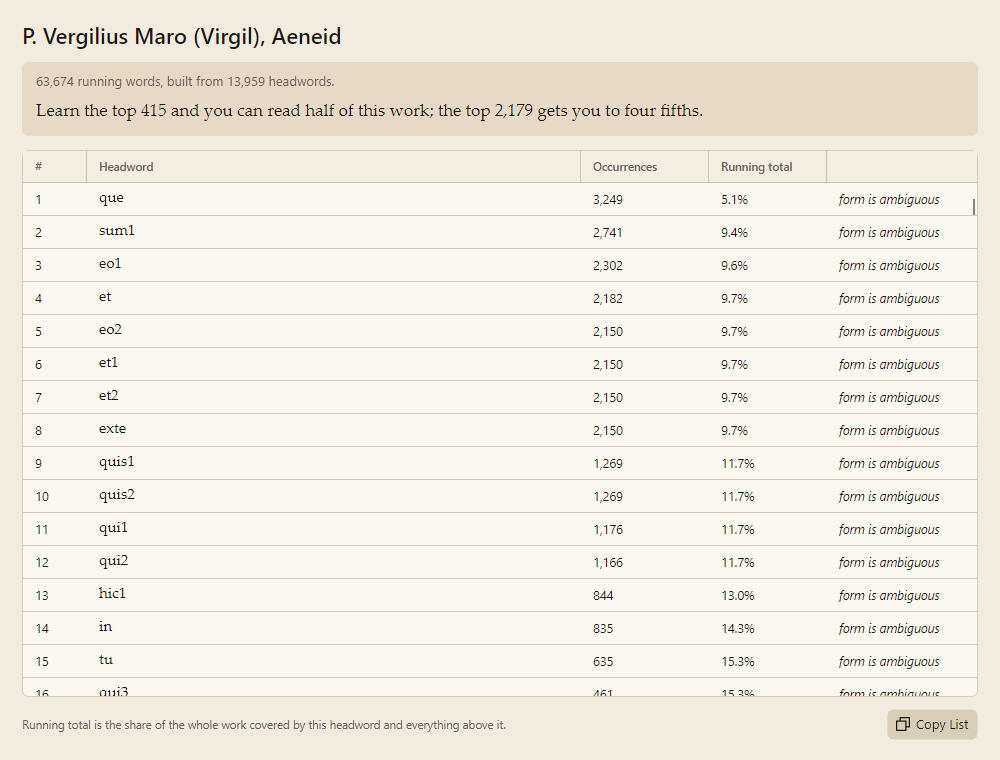 P. Vergilius Maro (Virgil), Aeneid
63,674 running words, built from 13,959 headwords.
Learn the top 415 and you can read half of this work; the top 2,179 gets you to four fifths.
# Headword Occurrences Running total
1 que 3,249 5.1% form is ambiguous
2 sum1 2,741 9.4% form is ambiguous
3 eo1 2,302 9.6% form is ambiguous
4 et 2,182 9.7% form is ambiguous
5 eo2 2,150 9.7% form is ambiguous
6 et1 2,150 9.7% form is ambiguous
7 et2 2,150 9.7% form is ambiguous
8 exte 2,150 9.7% form is ambiguous
9 quis1 1,269 11.7% form is ambiguous
10 quis2 1,269 11.7% form is ambiguous
11 qui1 1,176 11.7% form is ambiguous
12 qui2 1,166 11.7% form is ambiguous
13 hic1 844 13.0% form is ambiguous
14 in 835 14.3% form is ambiguous
15 tu 635 15.3% form is ambiguous
16 qui3 461 15.3% form is ambiguous
Running total is the share of the whole work covered by this headword and everything above it.
Copy List